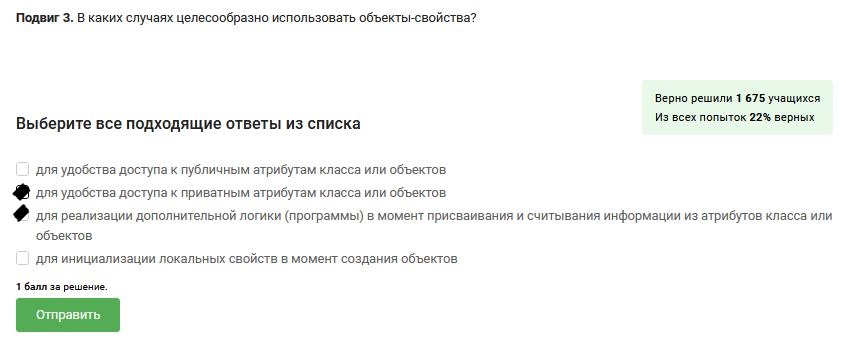 Подвиг 3. В каких случаях целесообразно использовать объекты-свойства?
Верно решили 1 675 учащихся
Из всех попыток 22% верных
Выберите все подходящие ответы из списка
для удобства доступа к публичным атрибутам класса или объектов
для удобства доступа к приватным атрибутам класса или объектов
для реализации дополнительной логики (программы) в момент присваивания и считывания информации из атрибутов класса или
объектов
для инициализации локальных свойств в момент создания объектов
1 балл за решение.
Отправить